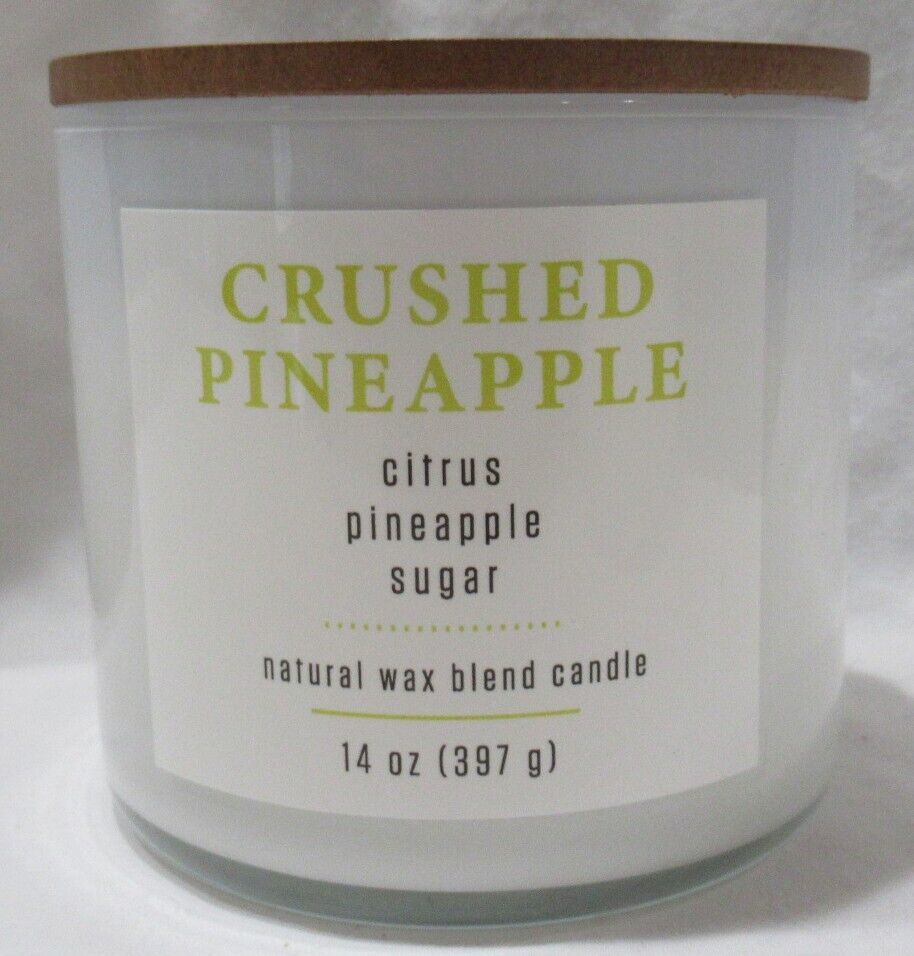 CRUSHED
PINEAPPLE
citrus
pineapple
sugar
natural wax blend candle
14 oz (397 g)